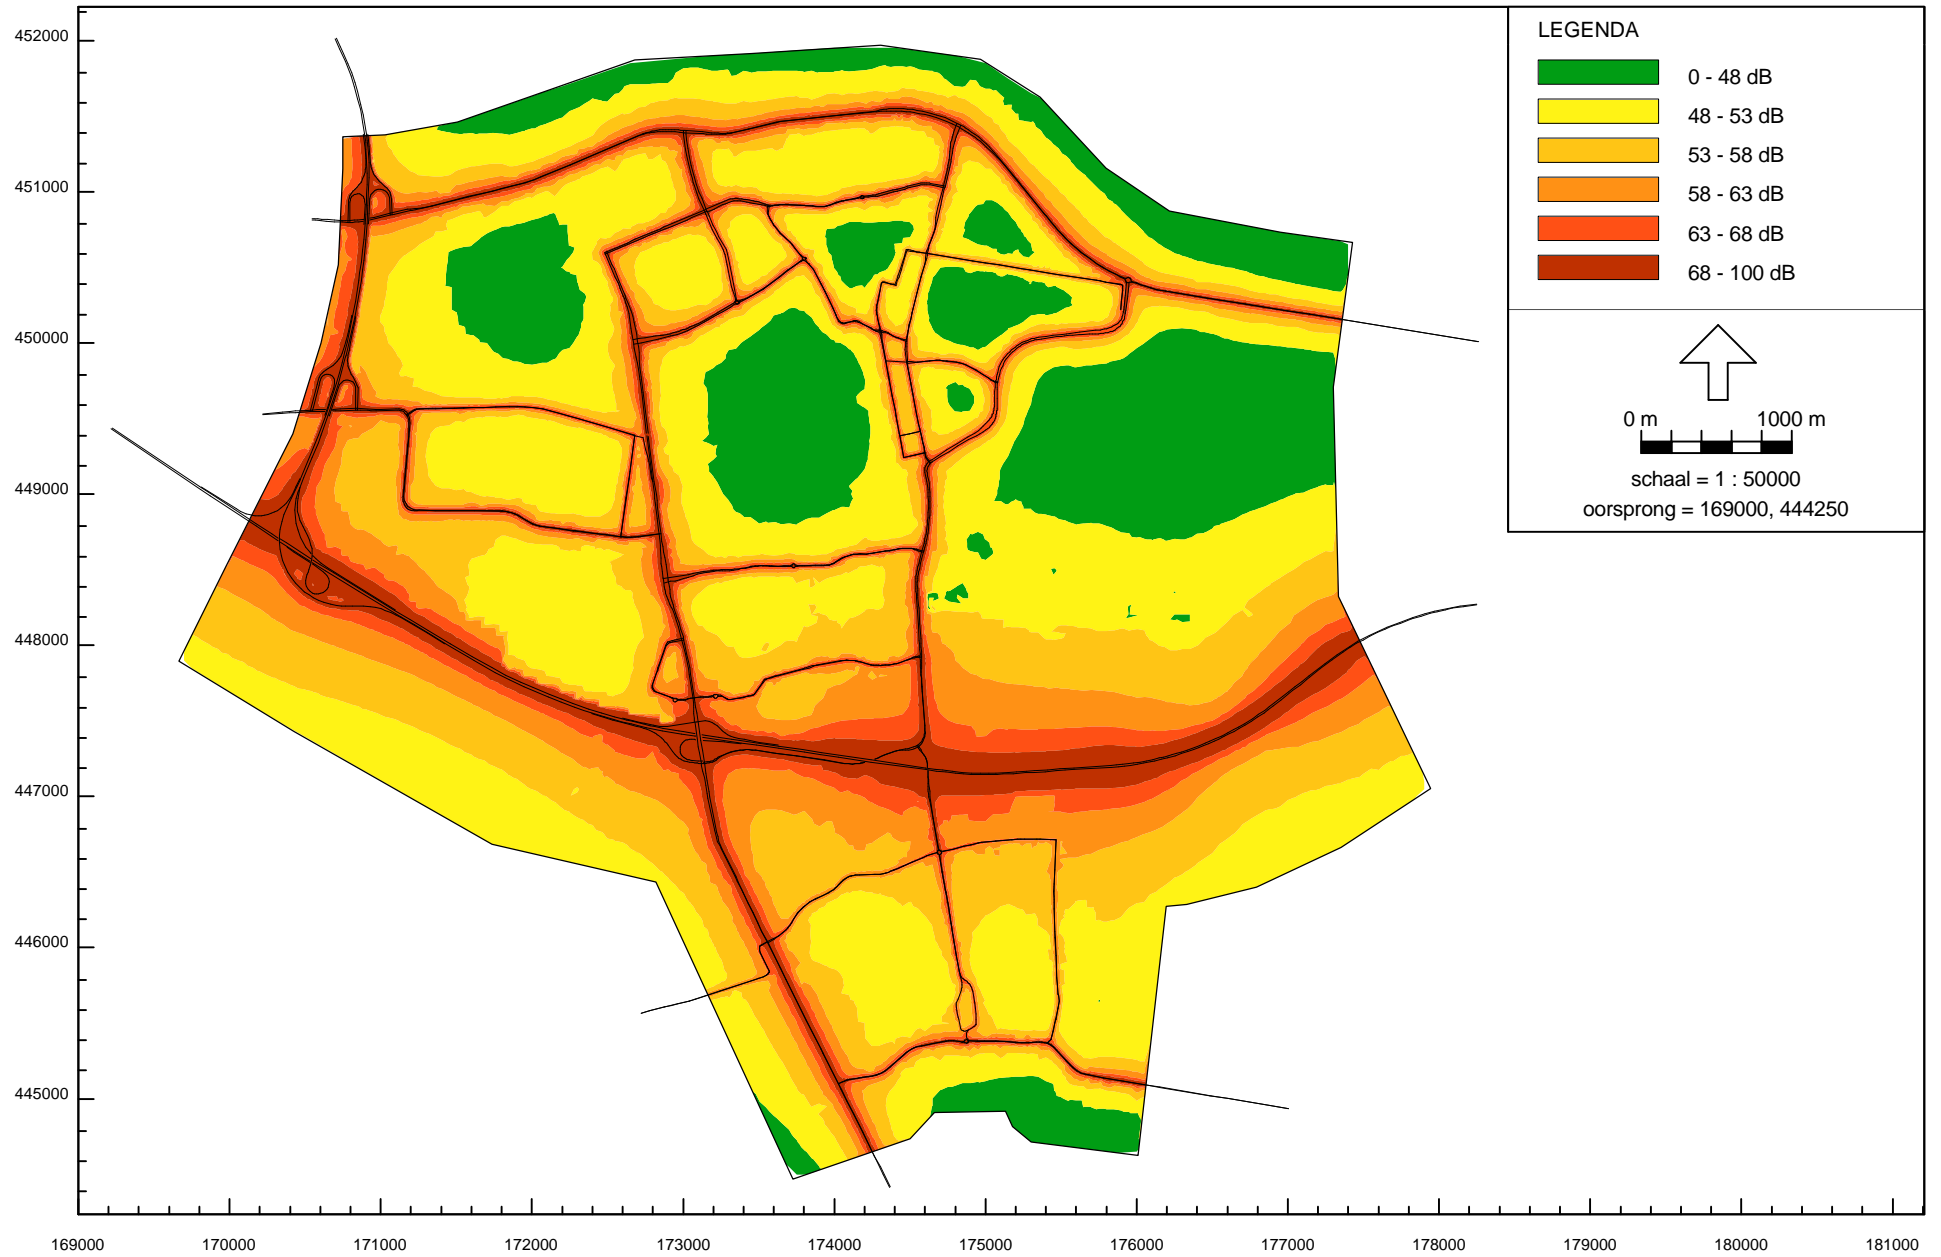 LEGENDA
0 - 48 dB
48 - 53 dB
53 - 58 dB
58 - 63 dB
63 - 68 dB
68 - 100 dB
0 m 1000 m
schaal = 1 : 50000
oorsprong = 169000, 444250
452000
451000
450000
449000
448000
447000
446000
445000
169000 170000 171000 172000 173000 174000 175000 176000 177000 178000 179000 180000 181000